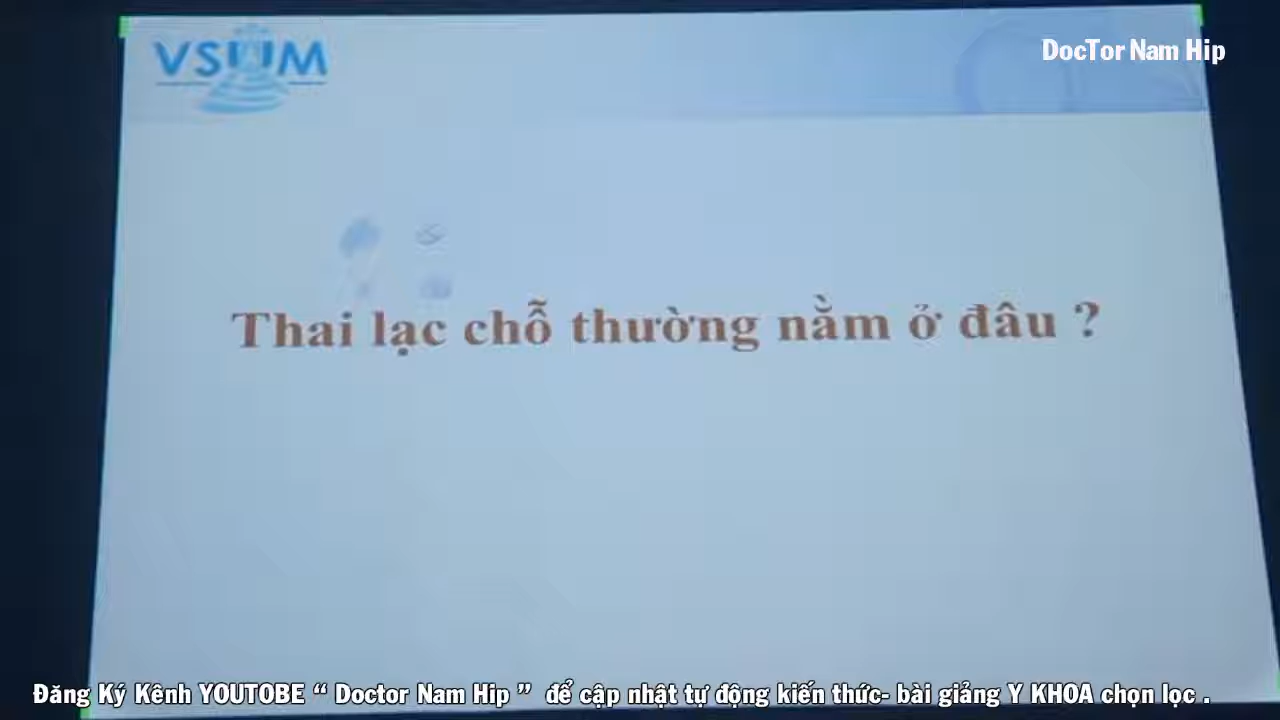 VSUM
DocTor Nam Hip
Thai lạc chỗ thường nằm ở đâu ?
Đăng Ký Kênh YOUTOBE “ Doctor Nam Hip ” để cập nhật tự động kiến thức- bài giảng Y KHOA chọn lọc .